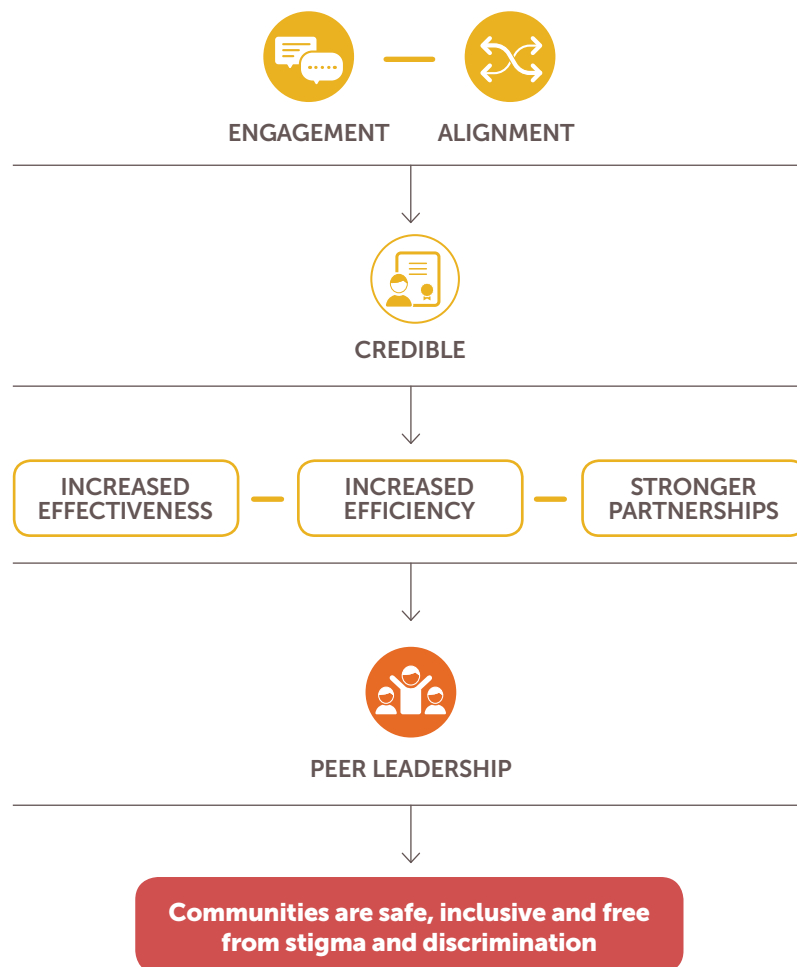 ENGAGEMENT
ALIGNMENT
CREDIBLE
INCREASED
EFFECTIVENESS
INCREASED
EFFICIENCY
STRONGER
PARTNERSHIPS
PEER LEADERSHIP
Communities are safe, inclusive and free
from stigma and discrimination